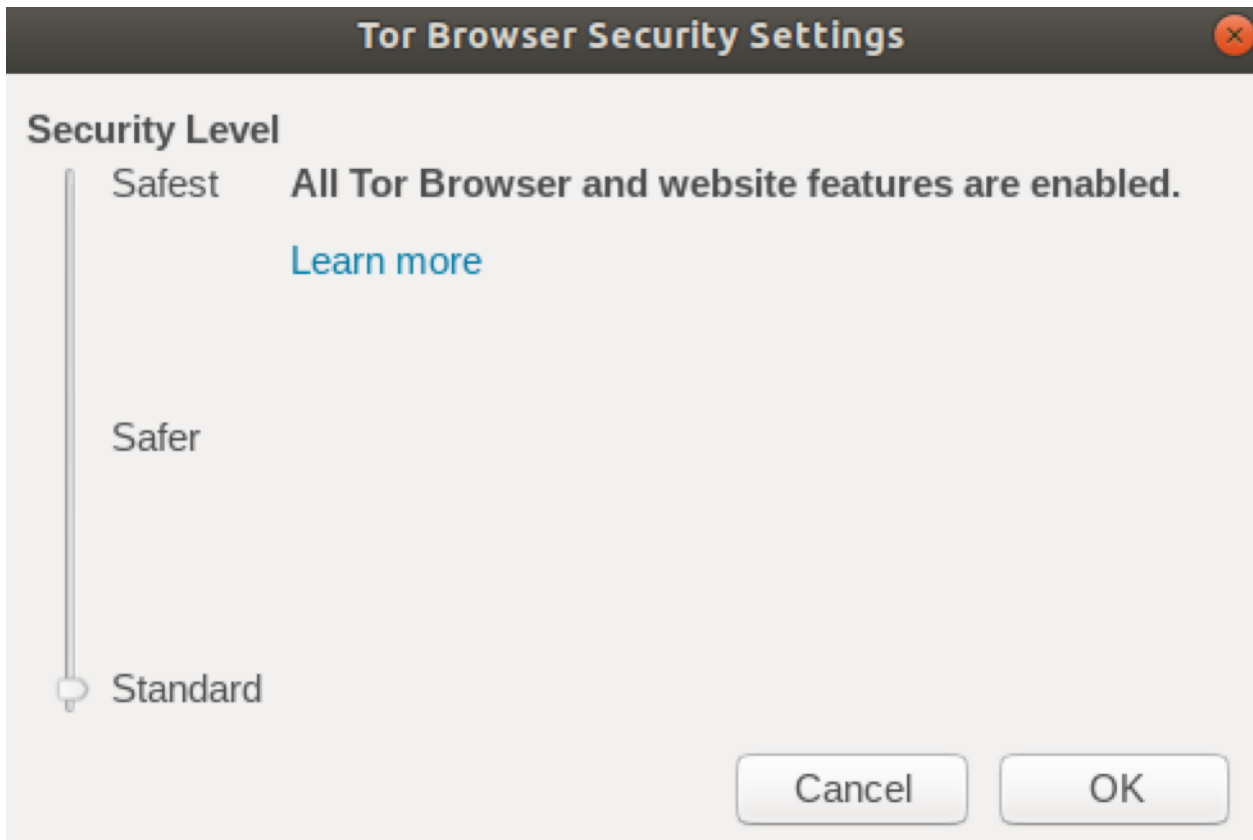 Tor Browser Security Settings
Security Level
Safest All Tor Browser and website features are enabled.
Learn more
Safer
Standard
Cancel OK